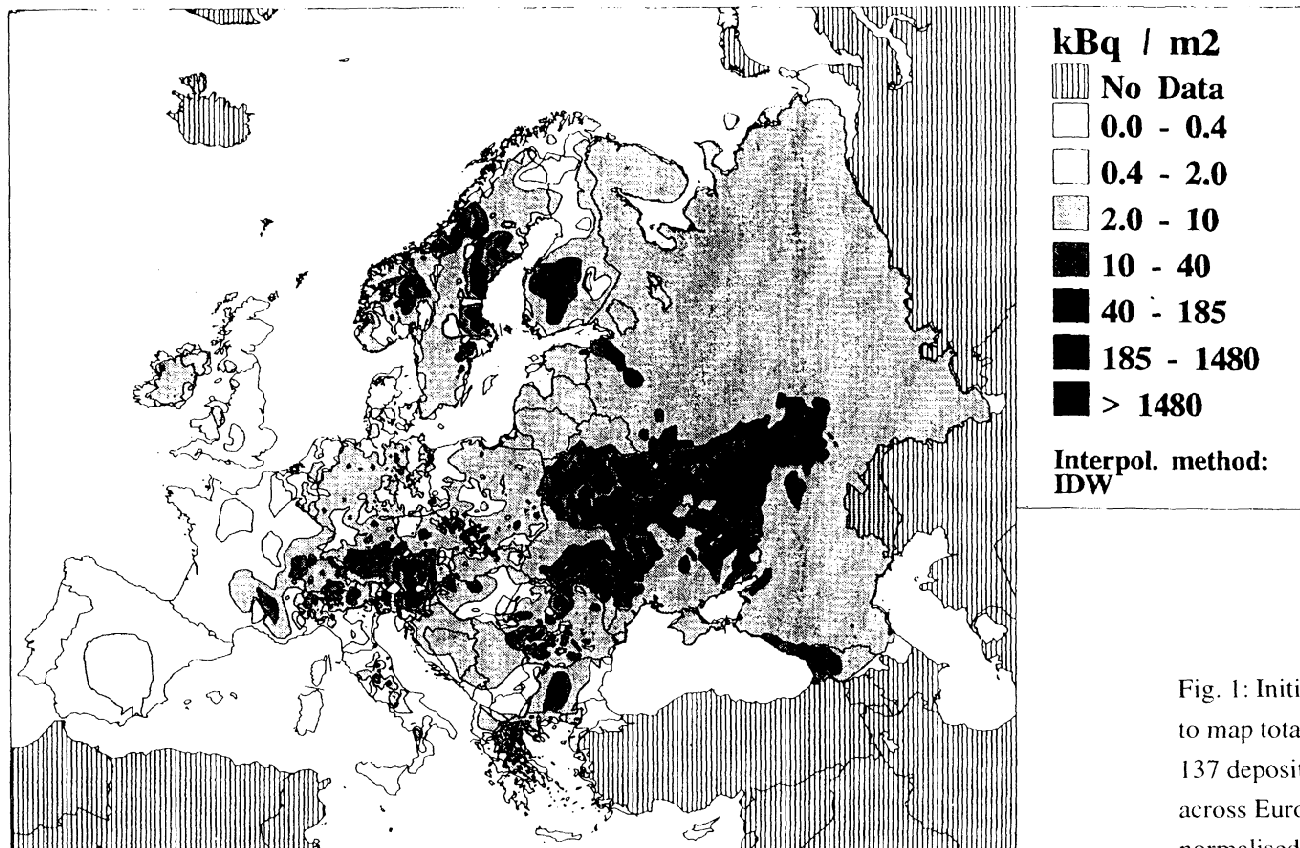 kBq / m2
No Data
0.0 - 0.4
0.4 - 2.0
2.0 - 10
10 - 40
40 - 185
185 - 1480
> 1480
Interpol. method:
IDW
Fig. 1: Initi
to map tota
137 deposit
across Euro
normalised